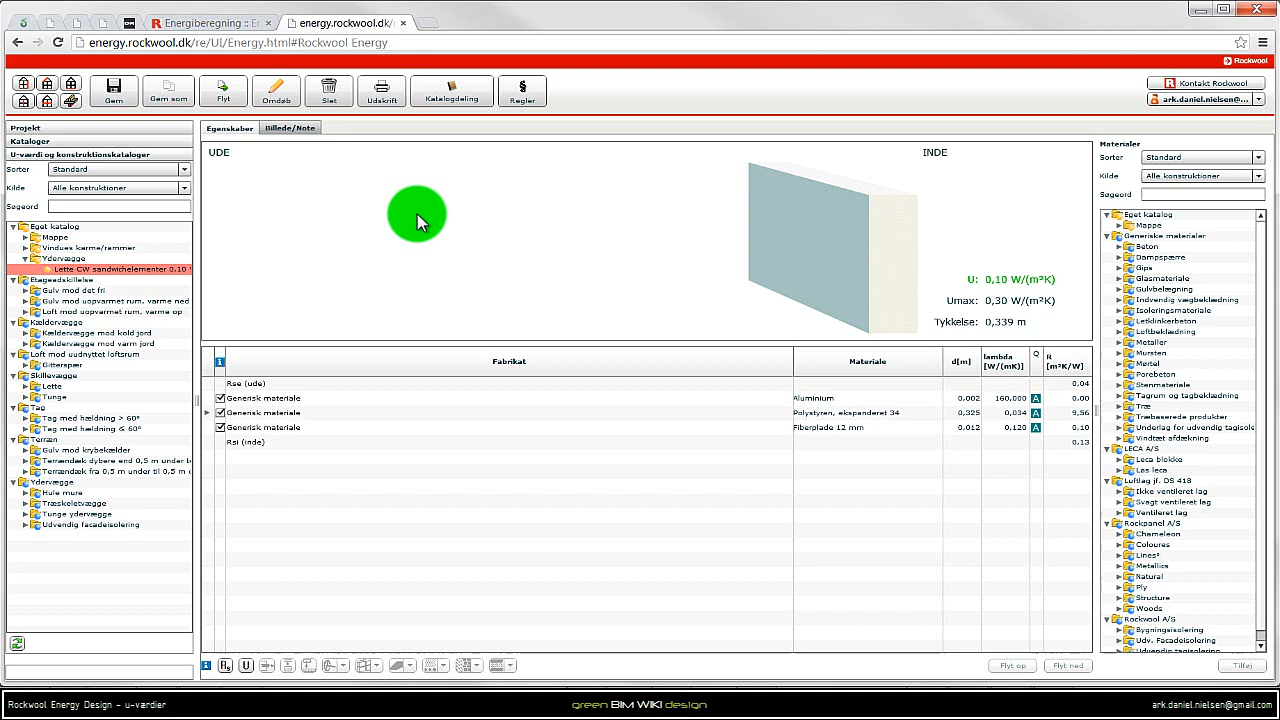 Energiberegning :: E
energy.rockwool.dk/
energy.rockwool.dk/re/UI/Energy.html#Rockwool Energy
Rockwool
Gem
Gem som
Flyt
Omdøb
Slet
Udskrift
Katalogdeling
Regler
Kontakt Rockwool
ark.daniel.nielsen@...
Projekt
Kataloger
U-værdi og konstruktionskataloger
Sorter
Standard
Kilde
Alle konstruktioner
Søgeord
Eget katalog
Mappe
Vindues karme/rammer
Ydervægge
Lette CW sandwichelementer 0.10
Etageadskillelse
Gulv mod det fri
Gulv mod uopvarmet rum, varme ned
Loft mod uopvarmet rum, varme op
Kældervægge
Kældervægge mod kold jord
Kældervægge mod varm jord
Loft mod uudnyttet loftsrum
Gitterspær
Skillevægge
Lette
Tunge
Tag
Tag med hældning > 60°
Tag med hældning ≤ 60°
Terræn
Gulv mod krybekælder
Terrændæk dybere end 0,5 m under t
Terrændæk fra 0,5 m under til 0,5 m
Ydervægge
Hule mure
Træskeletvægge
Tunge ydervægge
Udvendig facadeisolering
Egenskaber
Billede/Note
UDE
INDE
U: 0,10 W/(m²K)
Umax: 0,30 W/(m²K)
Tykkelse: 0,339 m
Fabrikat
Materiale
d[m]
lambda [W/(mK)]
Q
R [m²K/W]
Rse (ude) 0,04
Generisk materiale Aluminium 0,002 160,000 A 0,00
Generisk materiale Polystyren, ekspanderet 34 0,325 0,034 A 9,56
Generisk materiale Fiberplade 12 mm 0,012 0,120 A 0,10
Rsi (inde) 0,13
Flyt op
Flyt ned
Materialer
Sorter
Standard
Kilde
Alle konstruktioner
Søgeord
Eget katalog
Mappe
Generiske materialer
Beton
Dampspærre
Gips
Glasmateriale
Gulvbelægning
Indvendig vægbeklædning
Isoleringsmateriale
Letklinkerbeton
Loftbeklædning
Metaller
Mursten
Mørtel
Porebeton
Stenmateriale
Tagrum og tagbeklædning
Træ
Træbaserede produkter
Underlag for udvendig tagisole
Vindtæt afdækning
LECA A/S
Leca blokke
Løs leca
Luftlag jf. DS 418
Ikke ventileret lag
Svagt ventileret lag
Ventileret lag
Rockpanel A/S
Chameleon
Coloures
Lines²
Metallics
Natural
Ply
Structure
Woods
Rockwool A/S
Bygningsisolering
Udv. Facadeisolering
Udvendig tagisolering
Tilføj
Rockwool Energy Design - u-værdier
green BIM WIKI design
ark.daniel.nielsen@gmail.com